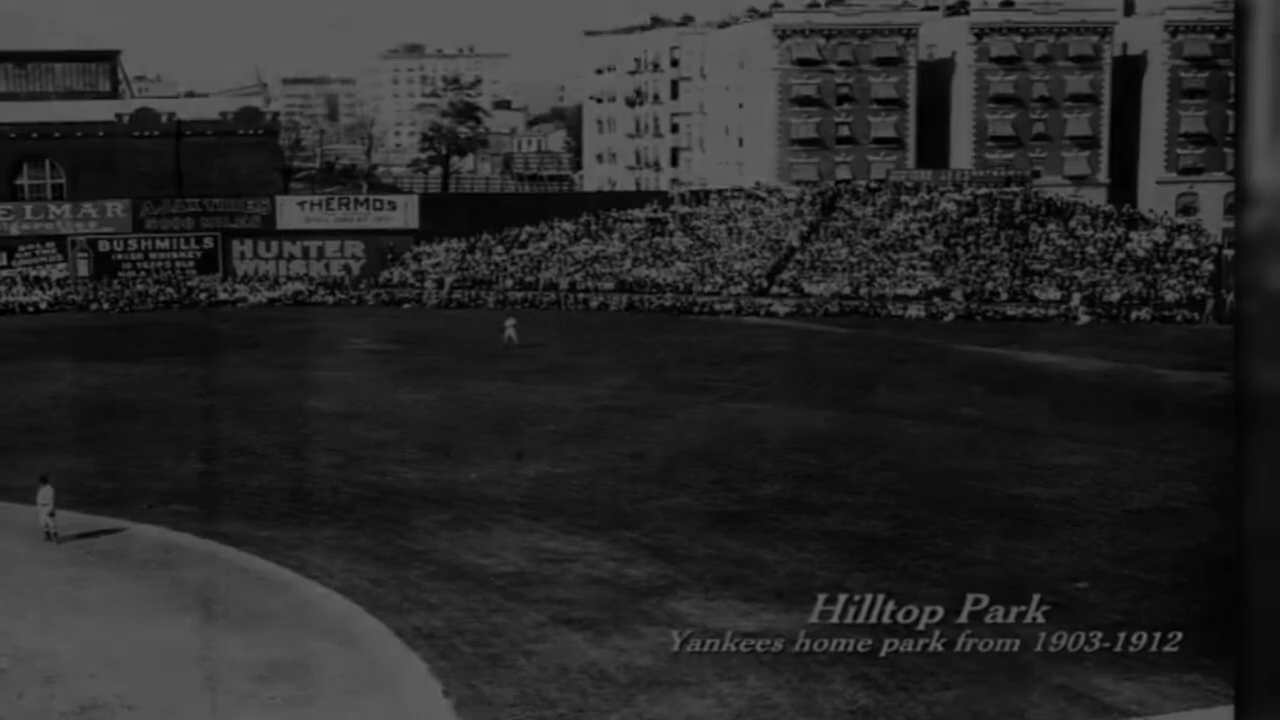 ELMAR
THERMOS
BUSHMILLS
IRISH WHISKEY
HUNTER
WHISKEY
Hilltop Park
Yankees home park from 1903-1912